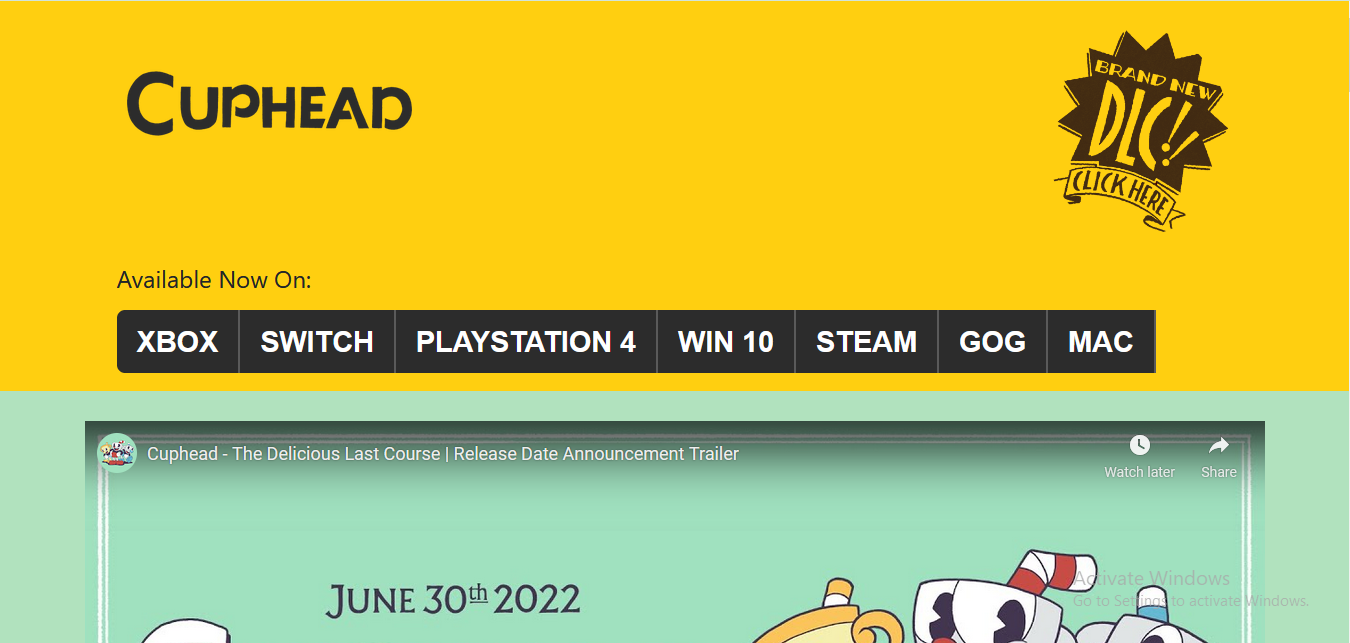 CUPHEAD
BRAND NEW
DLC!!
CLICK HERE
Available Now On:
XBOX SWITCH PLAYSTATION 4 WIN 10 STEAM GOG MAC
Cuphead - The Delicious Last Course | Release Date Announcement Trailer
Watch later Share
JUNE 30th 2022
Activate Windows
Go to Settings to activate Windows.